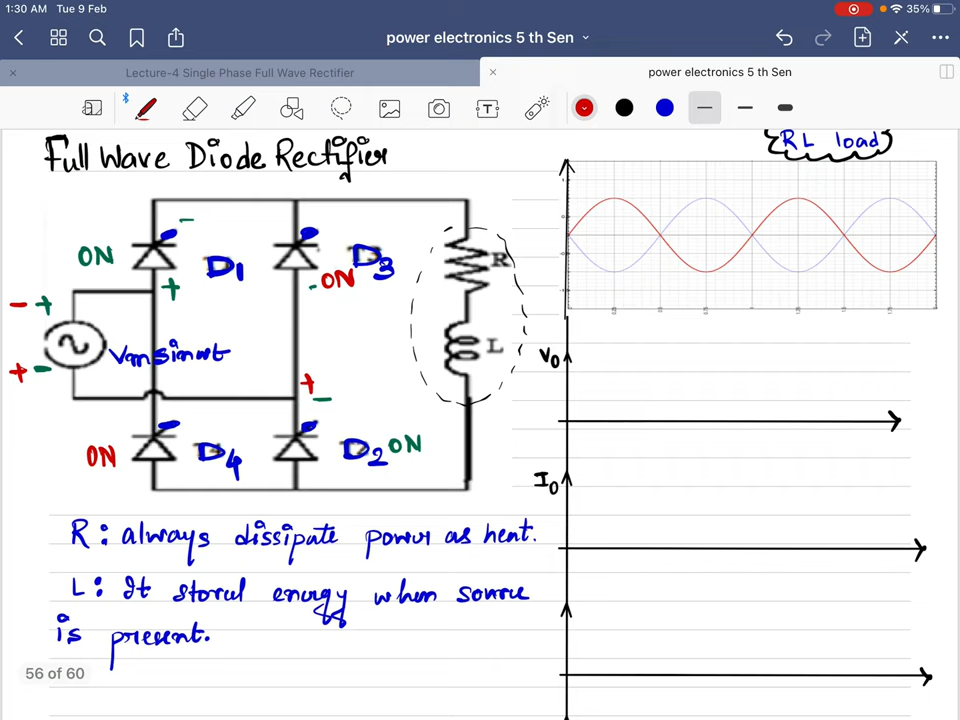 1:30 AM Tue 9 Feb
35%
power electronics 5 th Sen
Lecture-4 Single Phase Full Wave Rectifier
power electronics 5 th Sen
Full Wave Diode Rectifier
RL load
ON
-
D1
+
D3
- ON
R
- +
Vm sinωt
L
+ -
+
-
ON
D4
D2 ON
V0
I0
R: always dissipate power as heat.
L: It stored energy when source
is present.
56 of 60